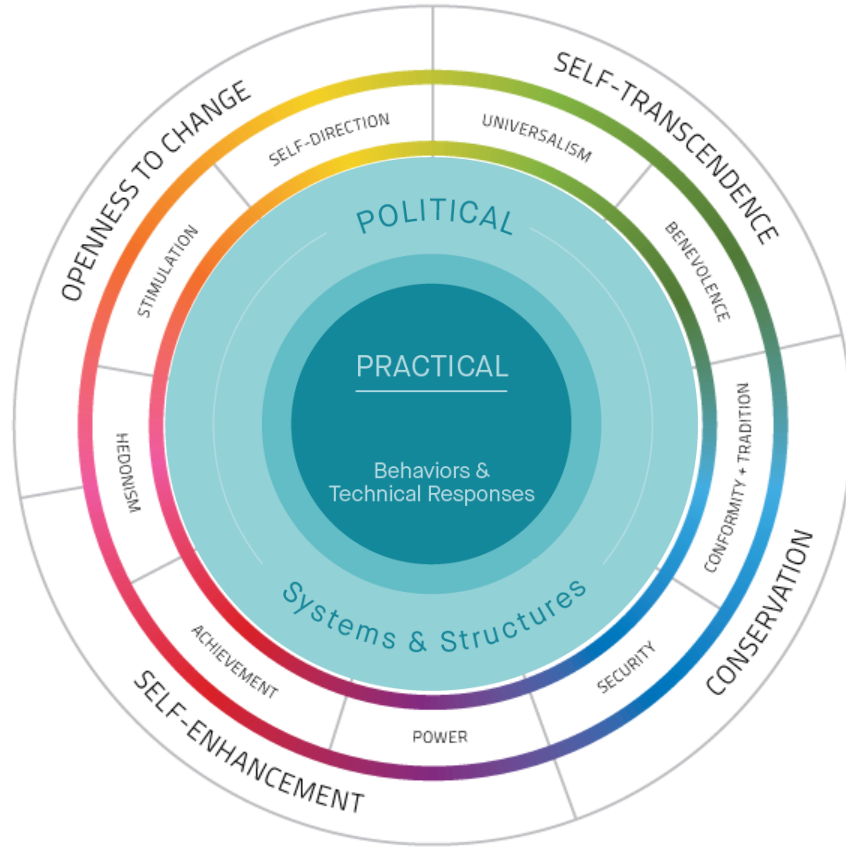 OPENNESS TO CHANGE
SELF-TRANSCENDENCE
SELF-DIRECTION
UNIVERSALISM
STIMULATION
BENEVOLENCE
POLITICAL
PRACTICAL
HEDONISM
CONFORMITY + TRADITION
Behaviors &
Technical Responses
Systems & Structures
ACHIEVEMENT
SECURITY
POWER
SELF-ENHANCEMENT
CONSERVATION